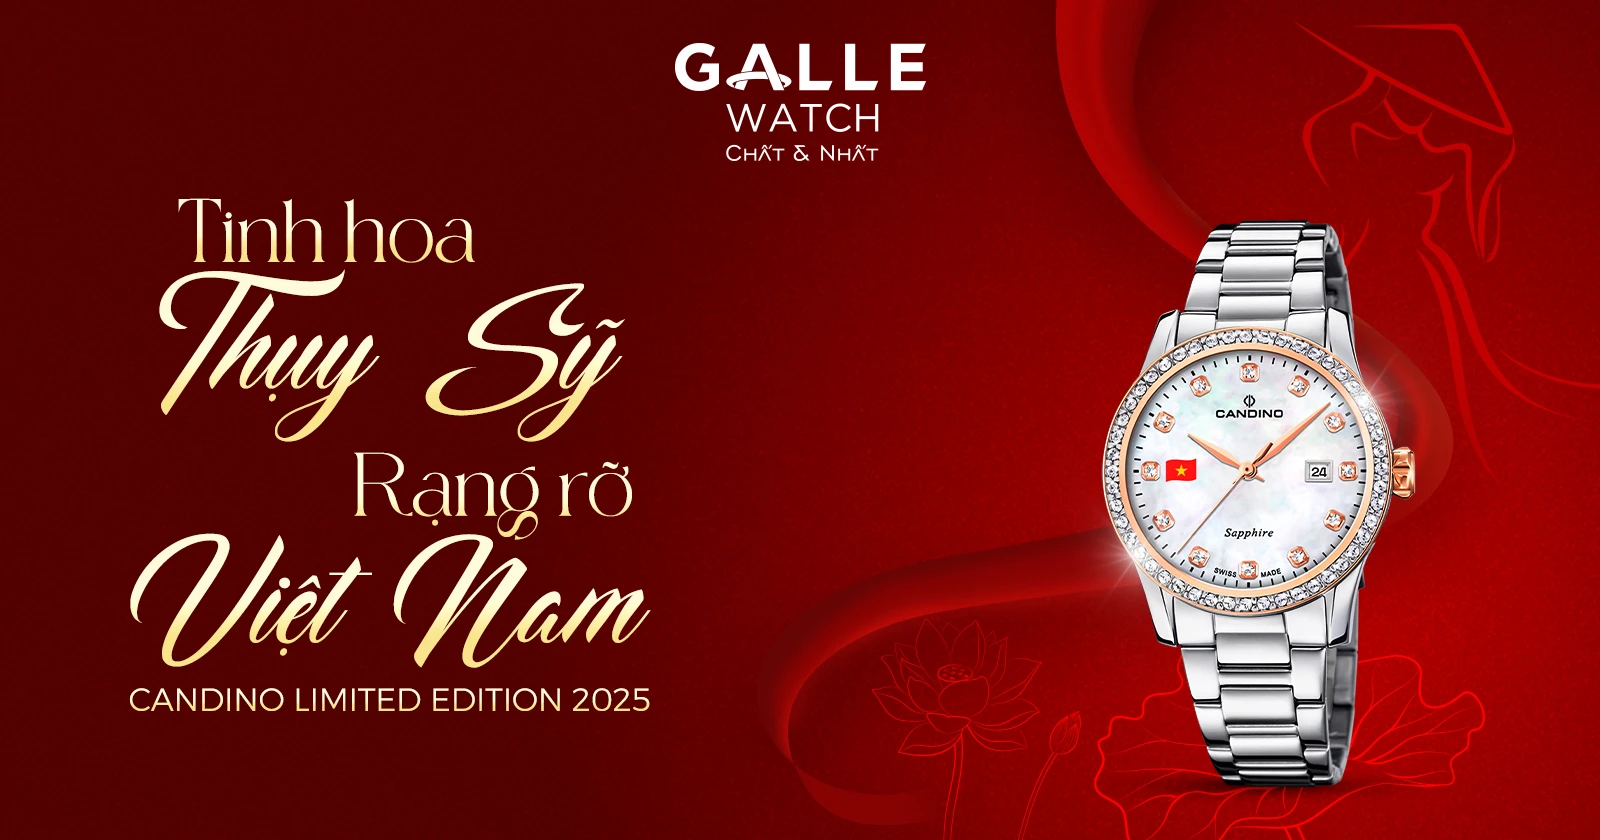 GALLE
WATCH
CHẤT & NHẤT
Tinh hoa
Thụy Sỹ
Rạng rỡ
Việt Nam
CANDINO LIMITED EDITION 2025
CANDINO
24
Sapphire
SWISS MADE